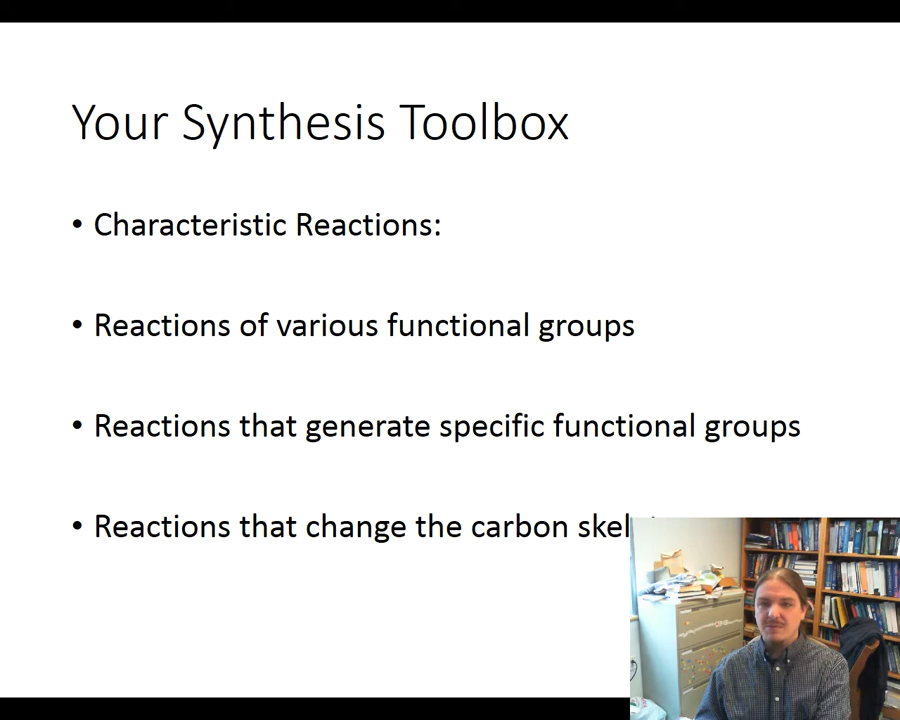 Your Synthesis Toolbox
• Characteristic Reactions:
• Reactions of various functional groups
• Reactions that generate specific functional groups
• Reactions that change the carbon